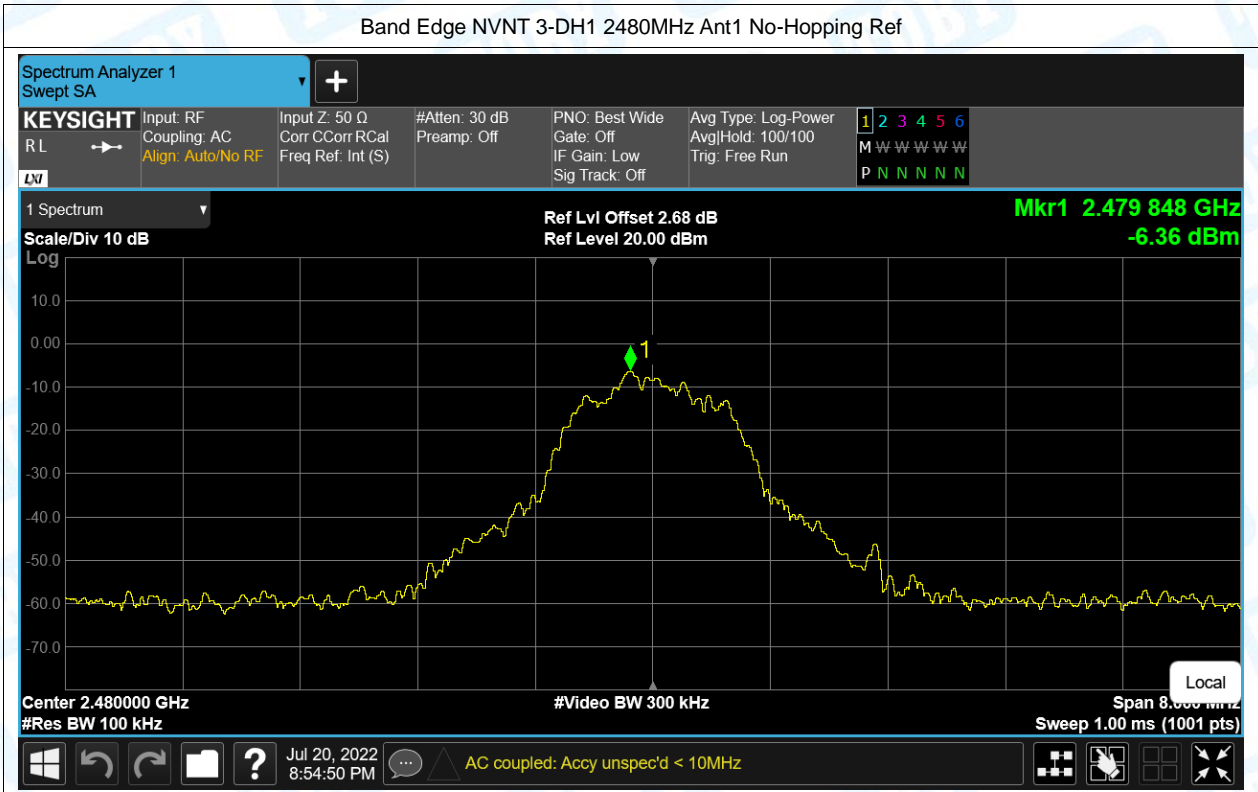 Band Edge NVNT 3-DH1 2480MHz Ant1 No-Hopping Ref
Spectrum Analyzer 1
Swept SA
+
KEYSIGHT
RL
LXI
Input: RF
Coupling: AC
Align: Auto/No RF
Input Z: 50 Ω
Corr CCorr RCal
Freq Ref: Int (S)
#Atten: 30 dB
Preamp: Off
PNO: Best Wide
Gate: Off
IF Gain: Low
Sig Track: Off
Avg Type: Log-Power
Avg|Hold: 100/100
Trig: Free Run
1 2 3 4 5 6
M W W W W W
P N N N N N
1 Spectrum
Scale/Div 10 dB
Ref Lvl Offset 2.68 dB
Ref Level 20.00 dBm
Mkr1 2.479 848 GHz
-6.36 dBm
Log
10.0
0.00
-10.0
-20.0
-30.0
-40.0
-50.0
-60.0
-70.0
1
Center 2.480000 GHz
#Res BW 100 kHz
#Video BW 300 kHz
Span 8.000 MHz
Sweep 1.00 ms (1001 pts)
Local
?
Jul 20, 2022
8:54:50 PM
AC coupled: Accy unspec'd < 10MHz